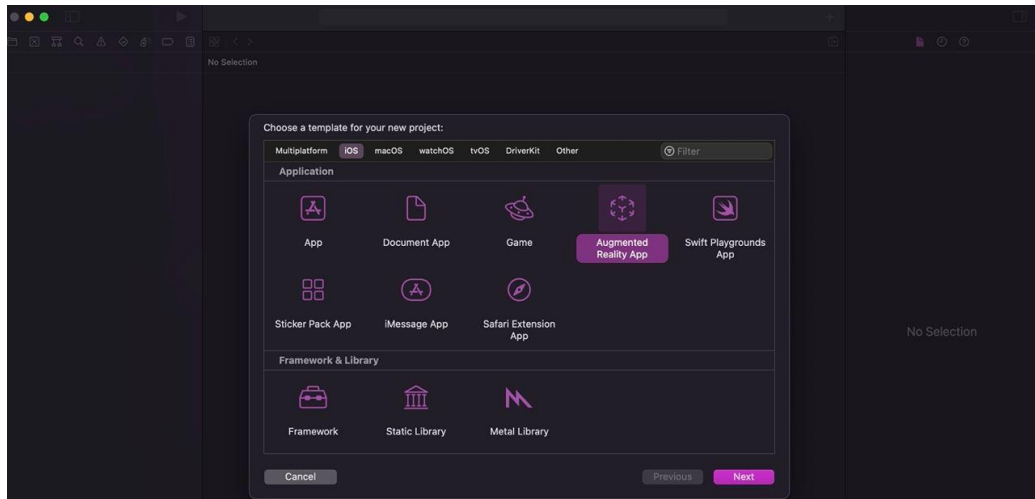 No Selection
Choose a template for your new project:
Multiplatform iOS macOS watchOS tvOS DriverKit Other Filter
Application
App Document App Game Augmented Swift Playgrounds
Reality App App
Sticker Pack App iMessage App Safari Extension
App
No Selection
Framework & Library
Framework Static Library Metal Library
Cancel Previous Next